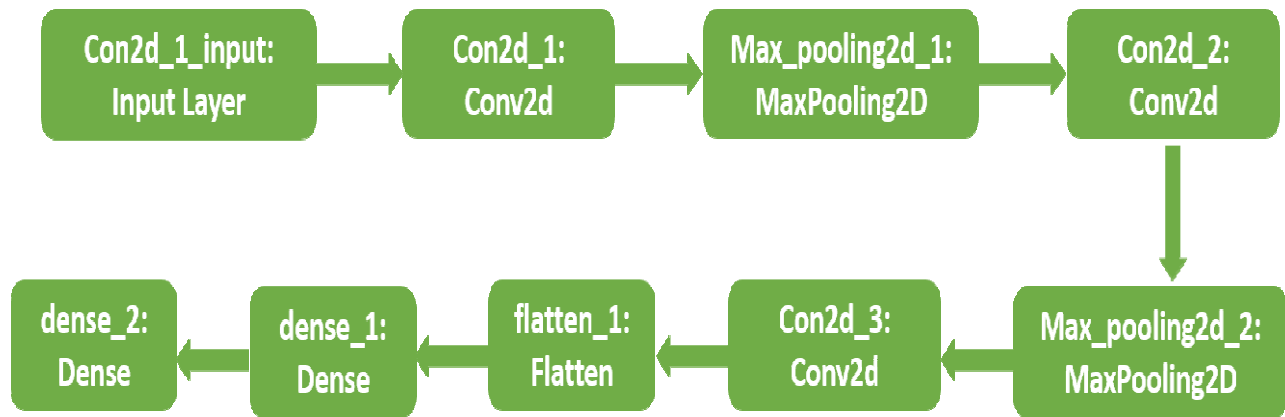 Con2d_1_input:
Input Layer
Con2d_1:
Conv2d
Max_pooling2d_1:
MaxPooling2D
Con2d_2:
Conv2d
dense_2:
Dense
dense_1:
Dense
flatten_1:
Flatten
Con2d_3:
Conv2d
Max_pooling2d_2:
MaxPooling2D